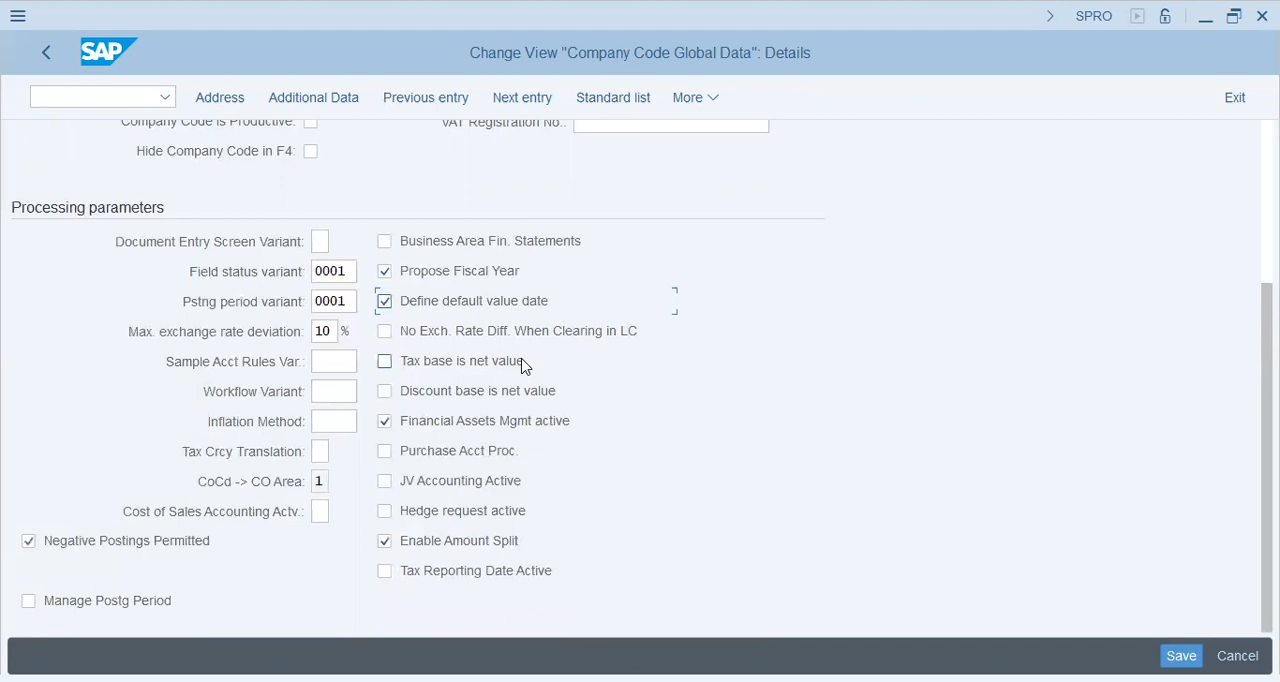 SPRO
SAP
Change View "Company Code Global Data": Details
Address Additional Data Previous entry Next entry Standard list More Exit
Company Code is Productive: VAT Registration No.:
Hide Company Code in F4:
Processing parameters
Document Entry Screen Variant: Business Area Fin. Statements
Field status variant: 0001 Propose Fiscal Year
Pstng period variant: 0001 Define default value date
Max. exchange rate deviation: 10 % No Exch. Rate Diff. When Clearing in LC
Sample Acct Rules Var.: Tax base is net value
Workflow Variant: Discount base is net value
Inflation Method: Financial Assets Mgmt active
Tax Crcy Translation: Purchase Acct Proc.
CoCd -> CO Area: 1 JV Accounting Active
Cost of Sales Accounting Actv.: Hedge request active
Negative Postings Permitted Enable Amount Split
Tax Reporting Date Active
Manage Postg Period
Save Cancel